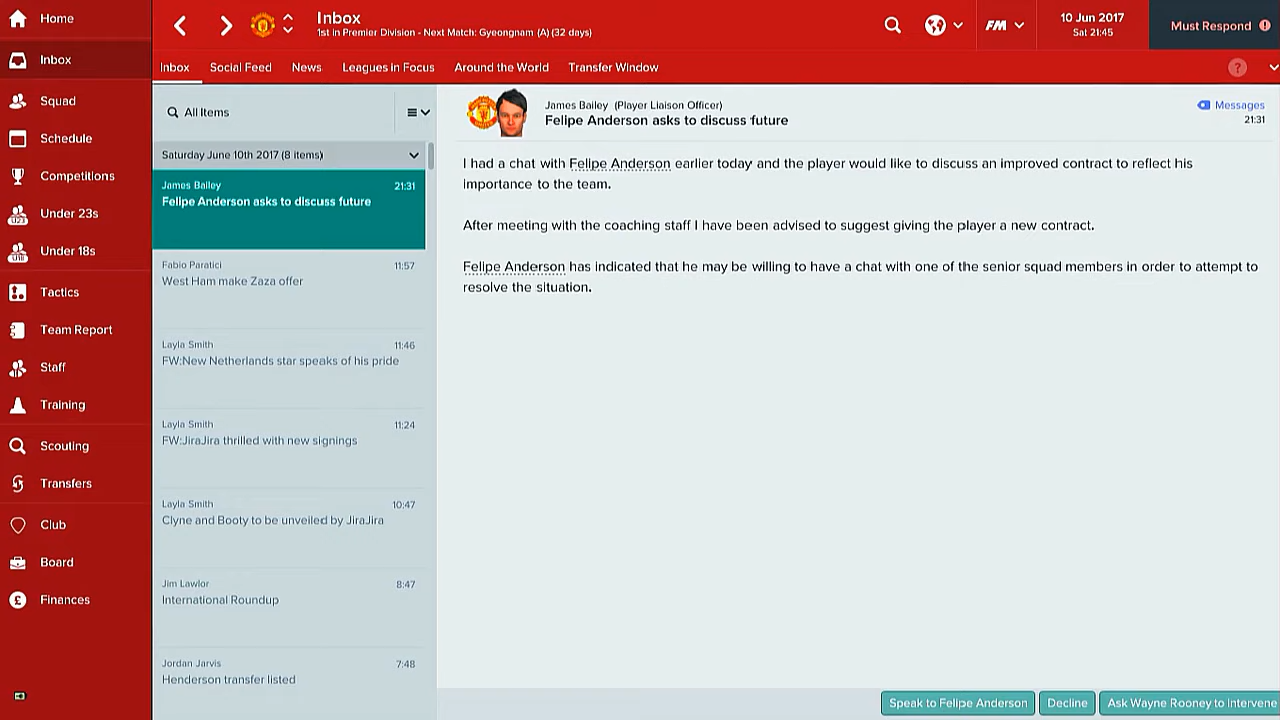 Home
Inbox
Squad
Schedule
Competitions
Under 23s
Under 18s
Tactics
Team Report
Staff
Training
Scouting
Transfers
Club
Board
Finances
Inbox
1st in Premier Division - Next Match: Gyeongnam (A) (32 days)
FM
10 Jun 2017
Sat 21:45
Must Respond
Inbox Social Feed News Leagues in Focus Around the World Transfer Window
All Items
Saturday June 10th 2017 (8 items)
James Bailey 21:31
Felipe Anderson asks to discuss future
Fabio Paratici 11:57
West Ham make Zaza offer
Layla Smith 11:46
FW:New Netherlands star speaks of his pride
Layla Smith 11:24
FW:JiraJira thrilled with new signings
Layla Smith 10:47
Clyne and Booty to be unveiled by JiraJira
Jim Lawlor 8:47
International Roundup
Jordan Jarvis 7:48
Henderson transfer listed
James Bailey (Player Liaison Officer)
Felipe Anderson asks to discuss future
Messages
21:31
I had a chat with Felipe Anderson earlier today and the player would like to discuss an improved contract to reflect his
importance to the team.
After meeting with the coaching staff I have been advised to suggest giving the player a new contract.
Felipe Anderson has indicated that he may be willing to have a chat with one of the senior squad members in order to attempt to
resolve the situation.
Speak to Felipe Anderson Decline Ask Wayne Rooney to Intervene